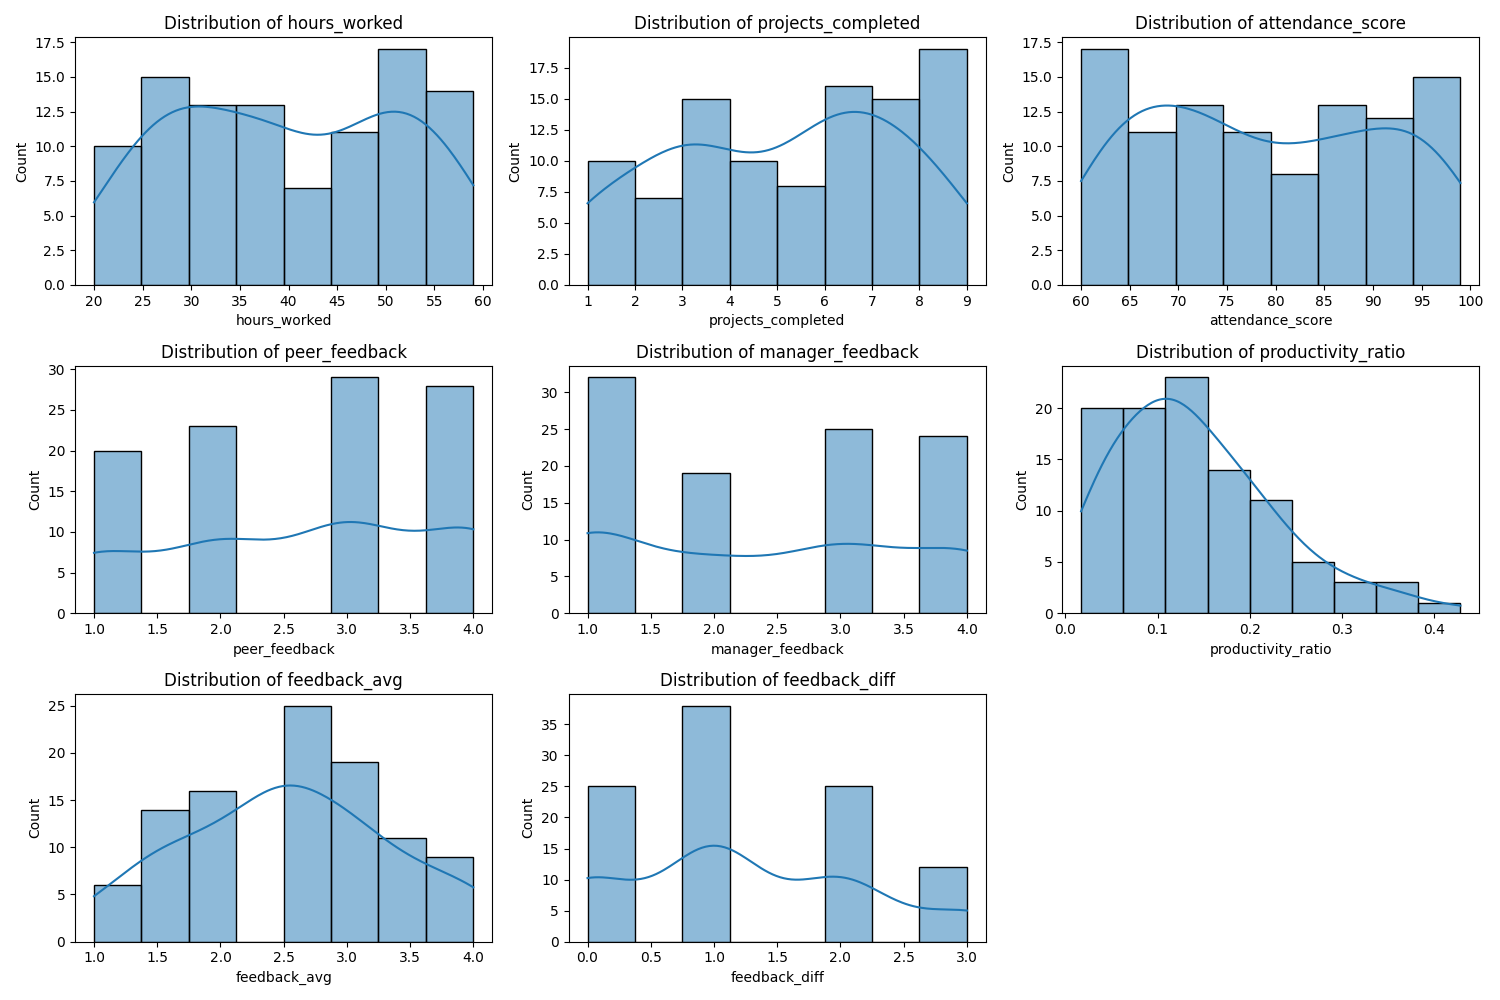 Distribution of hours_worked
Count
17.5
15.0
12.5
10.0
7.5
5.0
2.5
0.0
20 25 30 35 40 45 50 55 60
hours_worked
Distribution of projects_completed
Count
17.5
15.0
12.5
10.0
7.5
5.0
2.5
0.0
1 2 3 4 5 6 7 8 9
projects_completed
Distribution of attendance_score
Count
17.5
15.0
12.5
10.0
7.5
5.0
2.5
0.0
60 65 70 75 80 85 90 95 100
attendance_score
Distribution of peer_feedback
Count
30
25
20
15
10
5
0
1.0 1.5 2.0 2.5 3.0 3.5 4.0
peer_feedback
Distribution of manager_feedback
Count
30
25
20
15
10
5
0
1.0 1.5 2.0 2.5 3.0 3.5 4.0
manager_feedback
Distribution of productivity_ratio
Count
20
15
10
5
0
0.0 0.1 0.2 0.3 0.4
productivity_ratio
Distribution of feedback_avg
Count
25
20
15
10
5
0
1.0 1.5 2.0 2.5 3.0 3.5 4.0
feedback_avg
Distribution of feedback_diff
Count
35
30
25
20
15
10
5
0
0.0 0.5 1.0 1.5 2.0 2.5 3.0
feedback_diff